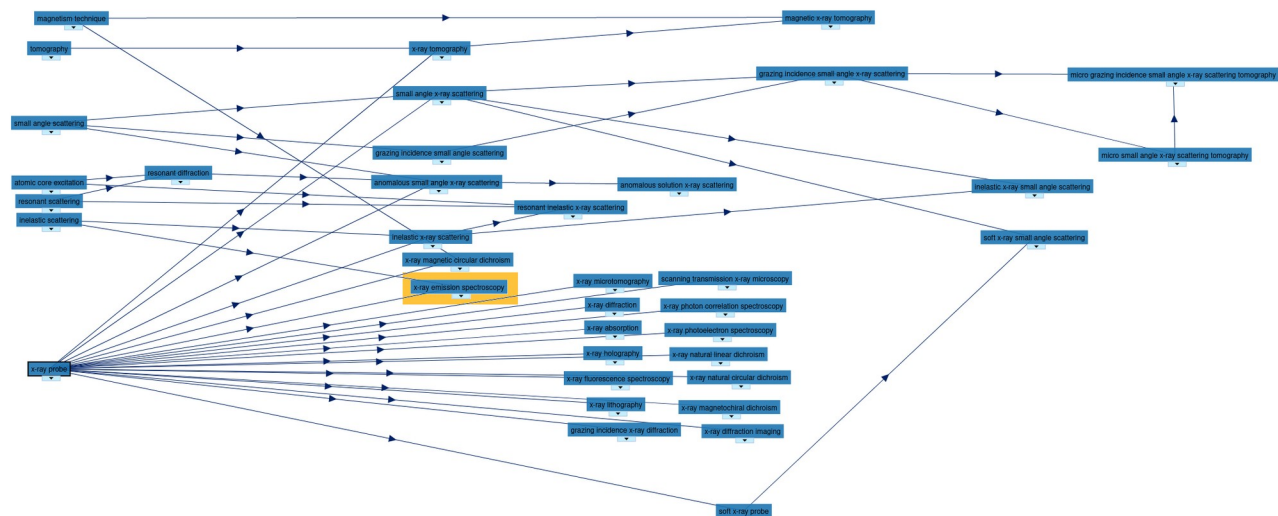 magnetism technique
magnetic x-ray tomography
tomography
x-ray tomography
grazing incidence small angle x-ray scattering
micro grazing incidence small angle x-ray scattering tomography
small angle x-ray scattering
small angle scattering
grazing incidence small angle scattering
micro small angle x-ray scattering tomography
resonant diffraction
atomic core excitation
anomalous small angle x-ray scattering
anomalous solution x-ray scattering
inelastic x-ray small angle scattering
resonant scattering
resonant inelastic x-ray scattering
inelastic scattering
inelastic x-ray scattering
soft x-ray small angle scattering
x-ray magnetic circular dichroism
x-ray emission spectroscopy
x-ray microtomography
scanning transmission x-ray microscopy
x-ray diffraction
x-ray photon correlation spectroscopy
x-ray absorption
x-ray photoelectron spectroscopy
x-ray holography
x-ray natural linear dichroism
x-ray probe
x-ray fluorescence spectroscopy
x-ray natural circular dichroism
x-ray lithography
x-ray magnetochiral dichroism
grazing incidence x-ray diffraction
x-ray diffraction imaging
soft x-ray probe